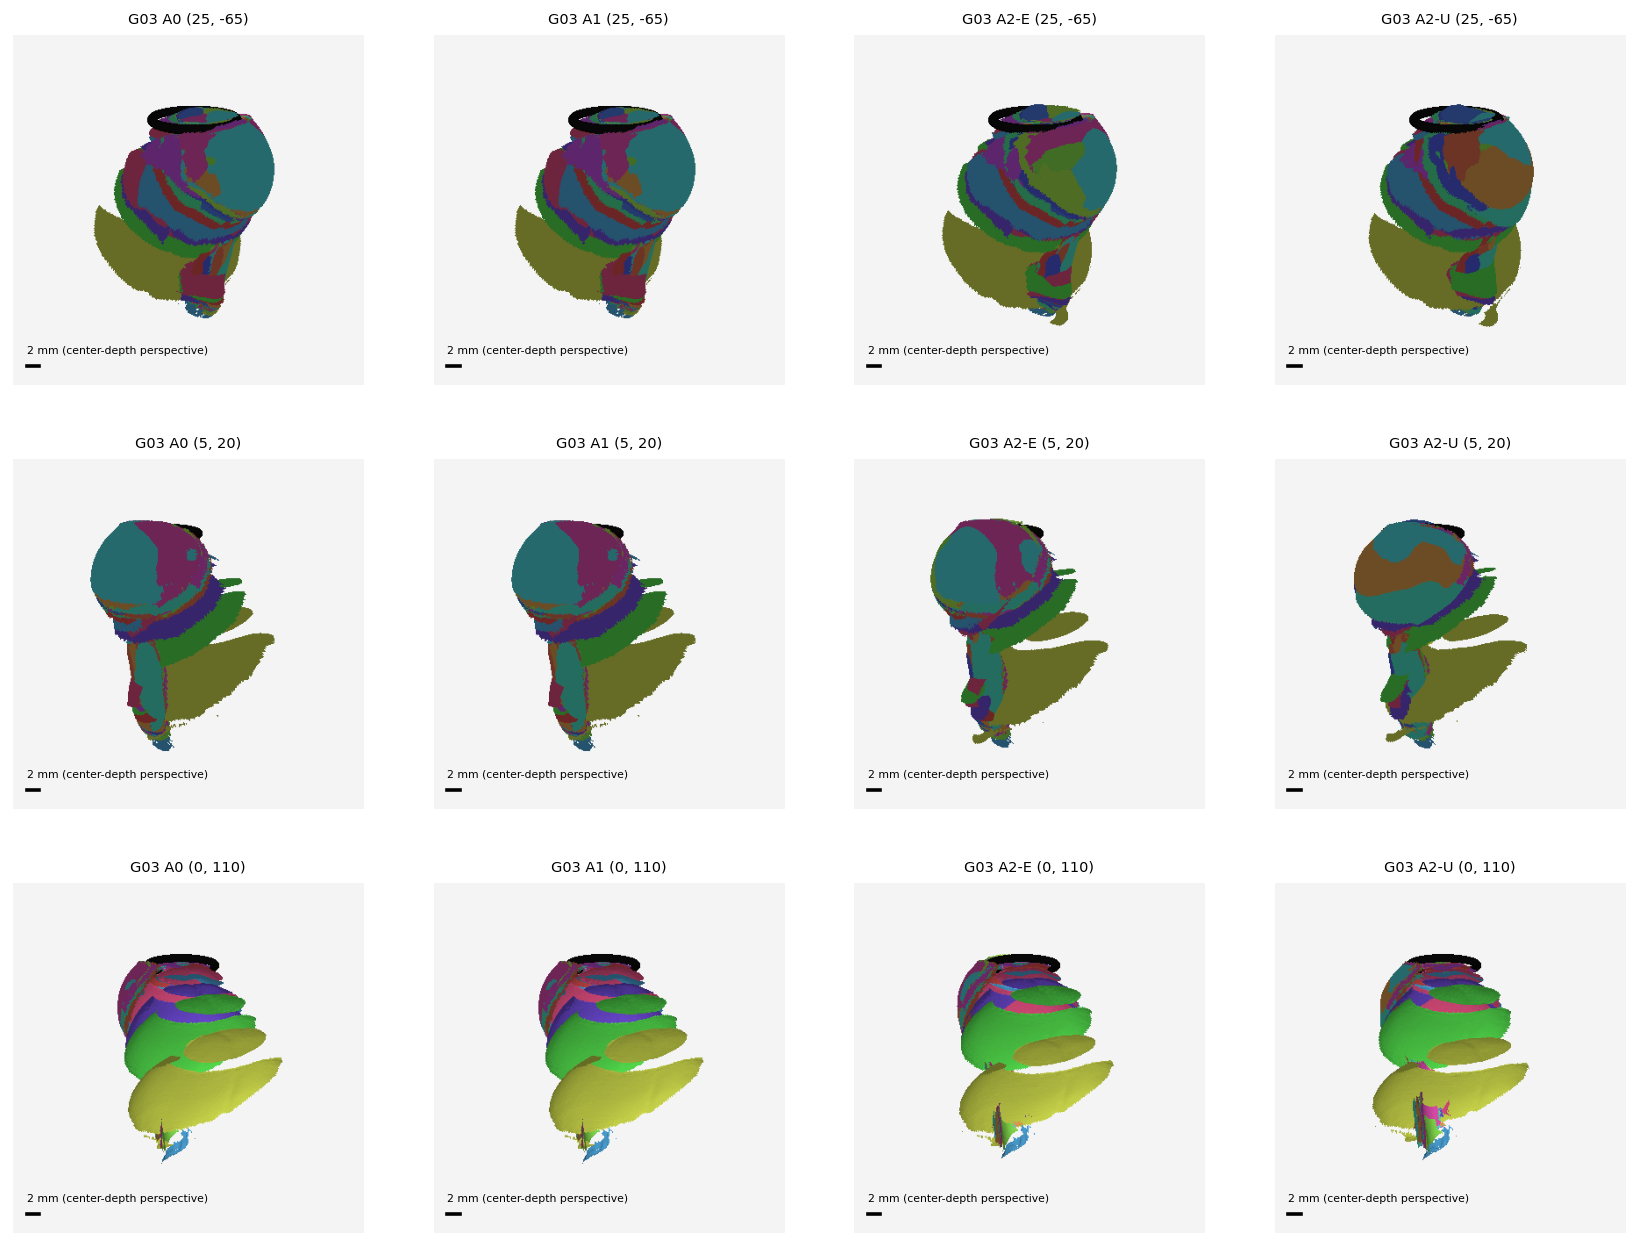 G03 A0 (25, -65)
G03 A1 (25, -65)
G03 A2-E (25, -65)
G03 A2-U (25, -65)
2 mm (center-depth perspective)
2 mm (center-depth perspective)
2 mm (center-depth perspective)
2 mm (center-depth perspective)
G03 A0 (5, 20)
G03 A1 (5, 20)
G03 A2-E (5, 20)
G03 A2-U (5, 20)
2 mm (center-depth perspective)
2 mm (center-depth perspective)
2 mm (center-depth perspective)
2 mm (center-depth perspective)
G03 A0 (0, 110)
G03 A1 (0, 110)
G03 A2-E (0, 110)
G03 A2-U (0, 110)
2 mm (center-depth perspective)
2 mm (center-depth perspective)
2 mm (center-depth perspective)
2 mm (center-depth perspective)